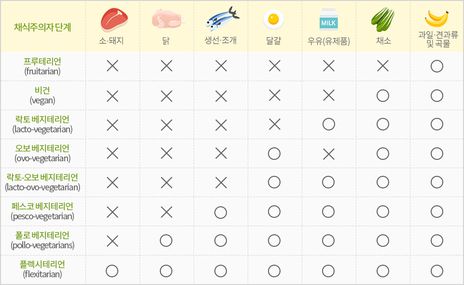 채식주의자 단계
소·돼지
닭
생선·조개
달걀
MILK
우유(유제품)
채소
과일·견과류
및 곡물
프루테리언
(fruitarian)
× × × × × × ○
비건
(vegan)
× × × × × ○ ○
락토 베지테리언
(lacto-vegetarian)
× × × × ○ ○ ○
오보 베지테리언
(ovo-vegetarian)
× × × ○ × ○ ○
락토-오보 베지테리언
(lacto-ovo-vegetarian)
× × × ○ ○ ○ ○
페스코 베지테리언
(pesco-vegetarian)
× × ○ ○ ○ ○ ○
폴로 베지테리언
(pollo-vegetarians)
× ○ ○ ○ ○ ○ ○
플렉시테리언
(flexitarian)
○ ○ ○ ○ ○ ○ ○